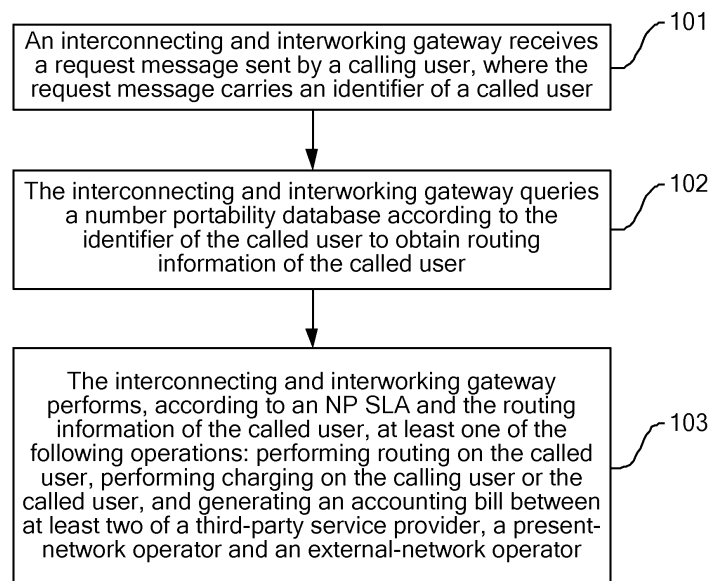 An interconnecting and interworking gateway receives
a request message sent by a calling user, where the
request message carries an identifier of a called user
101
The interconnecting and interworking gateway queries
a number portability database according to the
identifier of the called user to obtain routing
information of the called user
102
The interconnecting and interworking gateway
performs, according to an NP SLA and the routing
information of the called user, at least one of the
following operations: performing routing on the called
user, performing charging on the calling user or the
called user, and generating an accounting bill between
at least two of a third-party service provider, a present-
network operator and an external-network operator
103